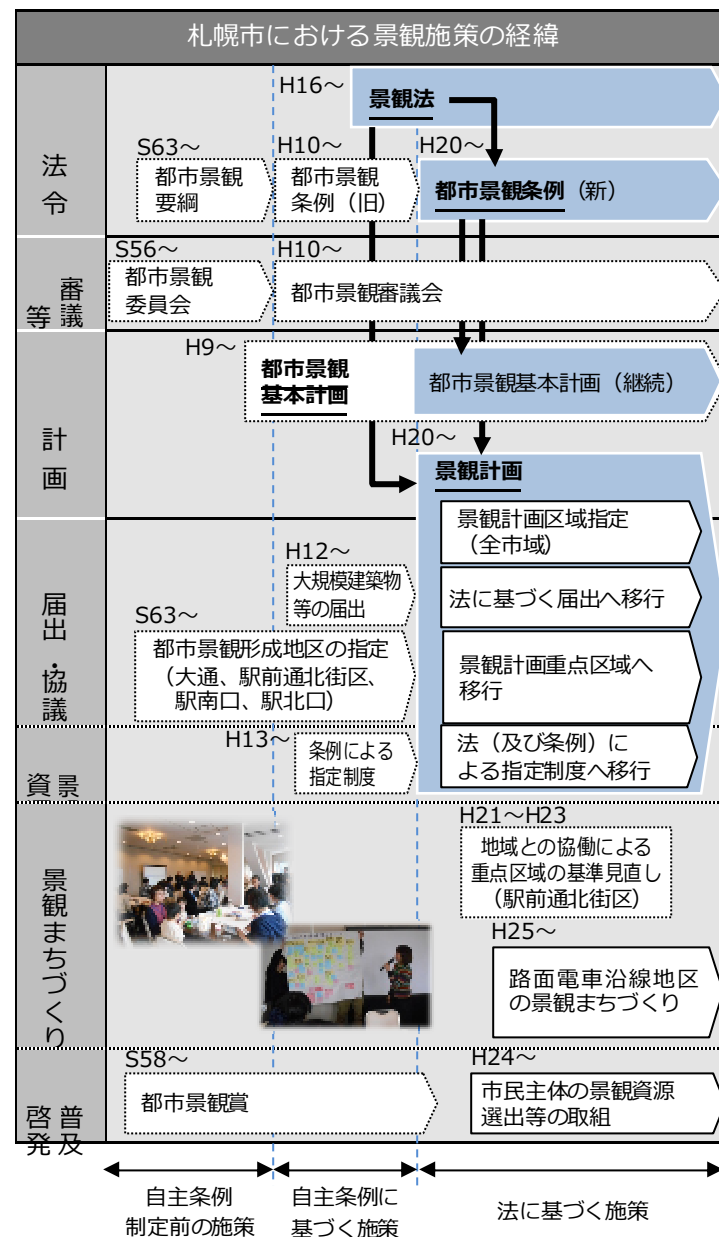 札幌市における景観施策の経緯
法令
H16～
景観法
S63～
都市景観
要綱
H10～
都市景観
条例（旧）
H20～
都市景観条例（新）
審議等
S56～
都市景観
委員会
H10～
都市景観審議会
計画
H9～
都市景観
基本計画
都市景観基本計画（継続）
H20～
景観計画
景観計画区域指定
（全市域）
届出・協議
H12～
大規模建築物
等の届出
法に基づく届出へ移行
S63～
都市景観形成地区の指定
（大通、駅前通北街区、
駅南口、駅北口）
景観計画重点区域へ
移行
景資
H13～
条例による
指定制度
法（及び条例）に
よる指定制度へ移行
景観まちづくり
H21～H23
地域との協働による
重点区域の基準見直し
（駅前通北街区）
H25～
路面電車沿線地区
の景観まちづくり
普及啓発
S58～
都市景観賞
H24～
市民主体の景観資源
選出等の取組
自主条例
制定前の施策
自主条例に
基づく施策
法に基づく施策